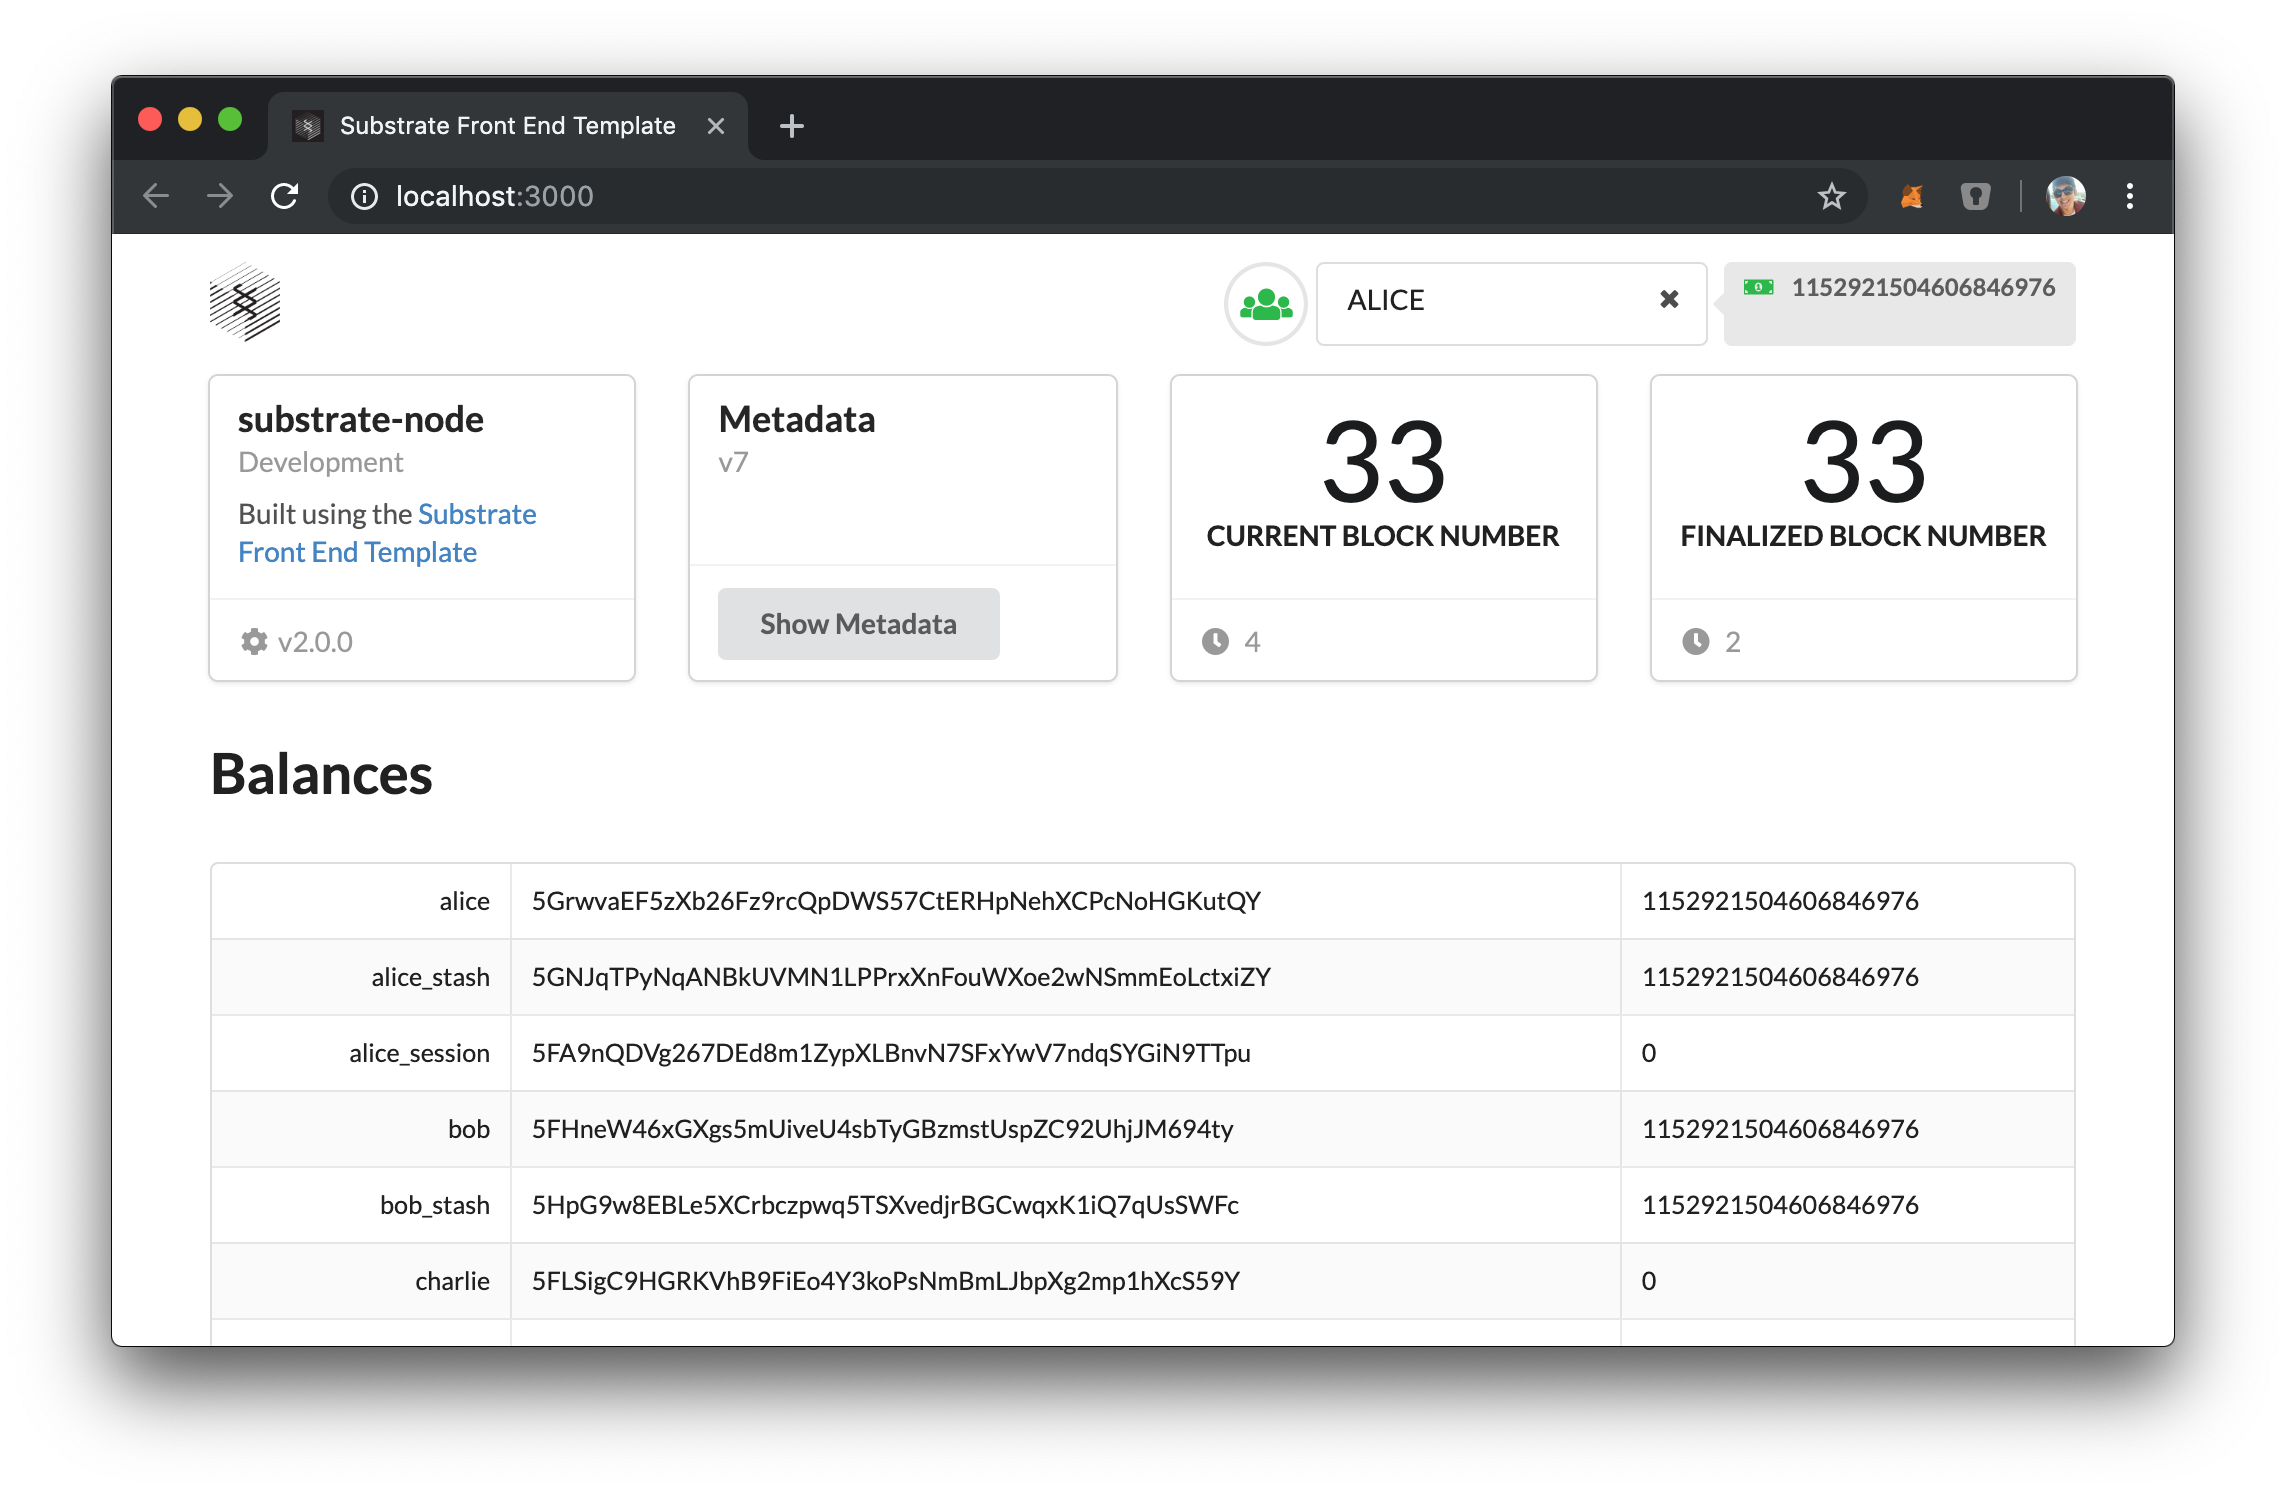 Substrate Front End Template
localhost:3000
ALICE
1152921504606846976
substrate-node
Development
Built using the Substrate
Front End Template
v2.0.0
Metadata
v7
Show Metadata
33
CURRENT BLOCK NUMBER
4
33
FINALIZED BLOCK NUMBER
2
Balances
alice 5GrwvaEF5zXb26Fz9rcQpDWS57CtERHpNehXCPcNoHGKutQY 1152921504606846976
alice_stash 5GNJqTPyNqANBkUVMN1LPPrxXnFouWXoe2wNSmmEoLctxiZY 1152921504606846976
alice_session 5FA9nQDVg267DEd8m1ZypXLBnvN7SFxYwV7ndqSYGiN9TTpu 0
bob 5FHneW46xGXgs5mUiveU4sbTyGBzmstUspZC92UhjJM694ty 1152921504606846976
bob_stash 5HpG9w8EBLe5XCrbczpwq5TSXvedjrBGCwqxK1iQ7qUsSWFc 1152921504606846976
charlie 5FLSigC9HGRKVhB9FiEo4Y3koPsNmBmLJbpXg2mp1hXcS59Y 0